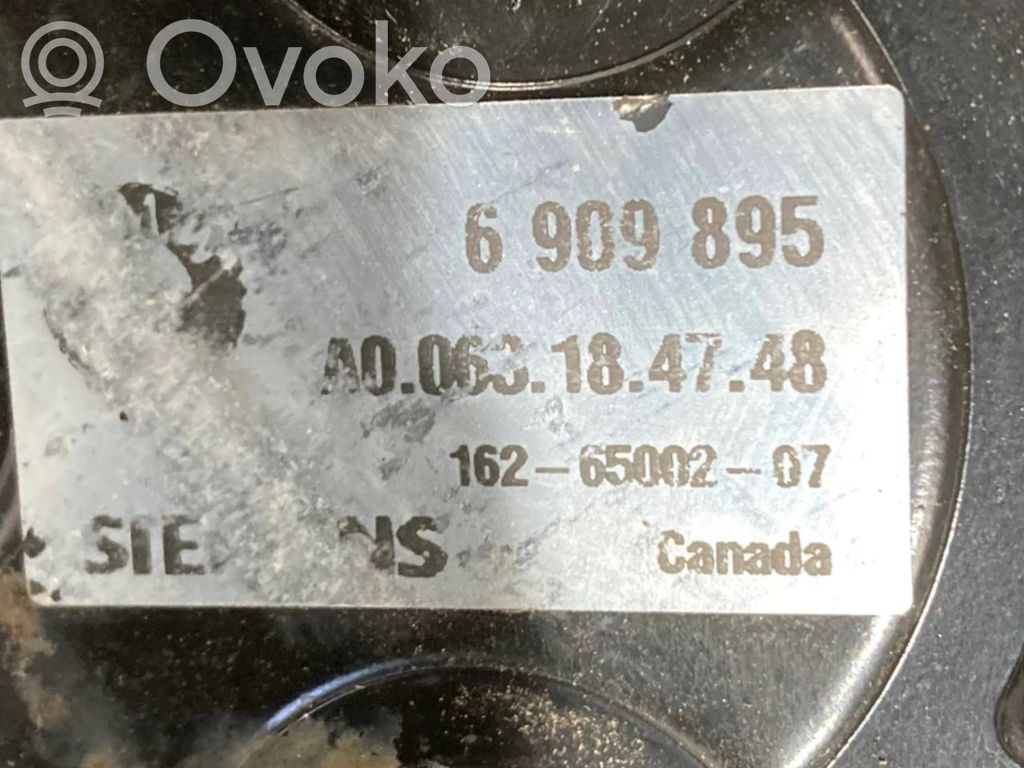 Ovoko
6 909 895
A0.063.18.47.48
162-65002-07
Canada